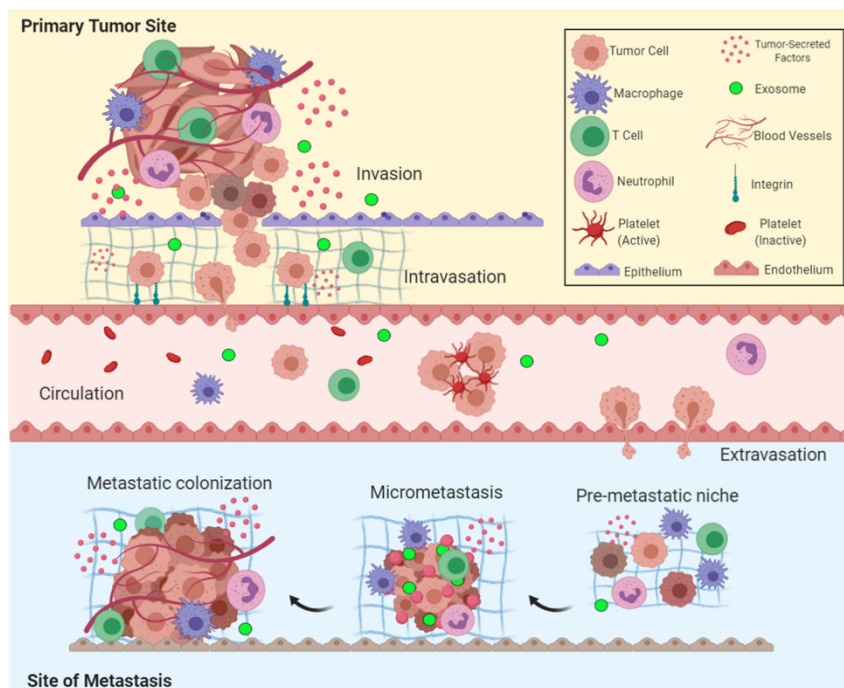 Primary Tumor Site
Tumor Cell
Tumor-Secreted
Factors
Macrophage
Exosome
T Cell
Blood Vessels
Neutrophil
Integrin
Platelet
(Active)
Platelet
(Inactive)
Epithelium
Endothelium
Invasion
Intravasation
Circulation
Extravasation
Metastatic colonization
Micrometastasis
Pre-metastatic niche
Site of Metastasis